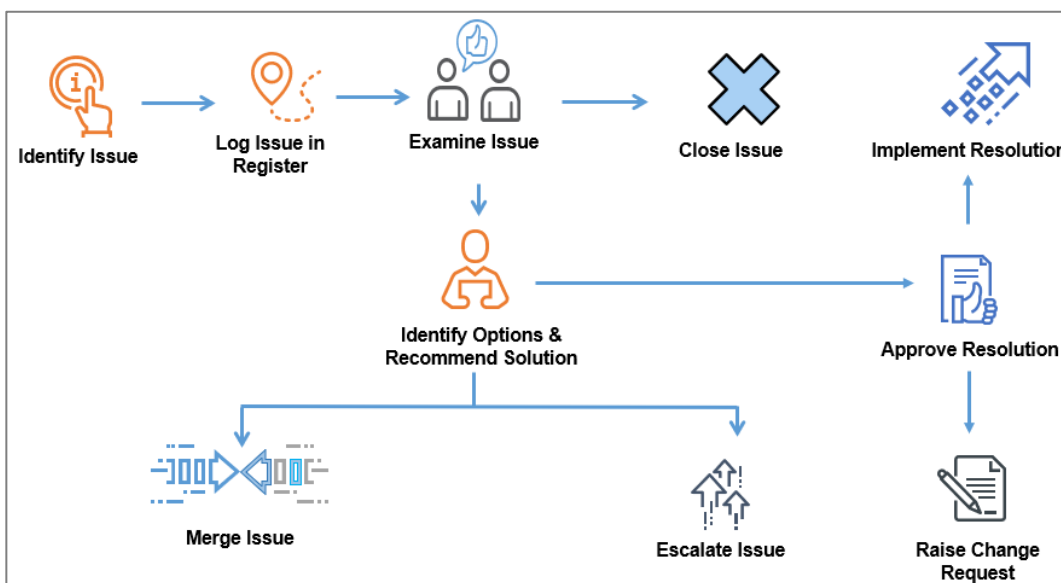 Identify Issue
Log Issue in
Register
Examine Issue
Close Issue
Implement Resolution
Identify Options &
Recommend Solution
Approve Resolution
Merge Issue
Escalate Issue
Raise Change
Request